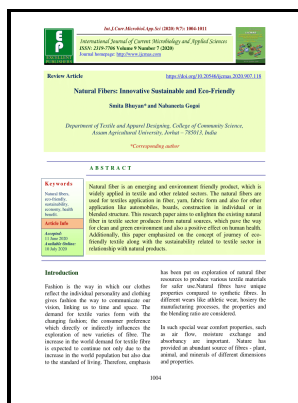 Int.J.Curr.Microbiol.App.Sci (2020) 9(7): 1004-1011
International Journal of Current Microbiology and Applied Sciences
ISSN: 2319-7706 Volume 9 Number 7 (2020)
Journal homepage: http://www.ijcmas.com
Review Article
https://doi.org/10.20546/ijcmas.2020.907.118
Natural Fibers: Innovative Sustainable and Eco-Friendly
Smita Bhuyan* and Nabaneeta Gogoi
Department of Textile and Apparel Designing, College of Community Science,
Assam Agricultural University, Jorhat – 785013, India
*Corresponding author
ABSTRACT
Keywords
Natural fibers,
eco-friendly,
sustainability,
economy, health
benefit.
Article Info
Accepted:
11 June 2020
Available Online:
10 July 2020
Natural fiber is an emerging and environment friendly product, which is
widely applied in textile and other related sectors. The natural fibers are
used for textiles application in fiber, yarn, fabric form and also for other
application like automobiles, boards, construction in individual or in
blended structure. This research paper aims to enlighten the existing natural
fiber in textile sector produces from natural sources, which pave the way
for clean and green environment and also a positive effect on human health.
Additionally, this paper emphasized on the concept of journey of eco-
friendly textile along with the sustainability related to textile sector in
relationship with natural products.
Introduction
Fashion is the way in which our clothes
reflect the individual personality and clothing
gives fashion the way to communicate our
vision, linking us to time and space. The
demand for textile varies form with the
changing fashion; the consumer preference
which directly or indirectly influences the
exploration of new varieties of fibre. The
increase in the world demand for textile fibre
is expected to continue not only due to the
increase in the world population but also due
to the standard of living. Therefore, emphasis
has been put on exploration of natural fiber
resources to produce various textile materials
for safer use.Natural fibres have unique
properties compared to synthetic fibres. In
different wears like athletic wear, hosiery the
manufacturing processes, the properties and
the blending ratio are considered.
In such special wear comfort properties, such
as air flow, moisture exchange and
absorbancy are important. Nature has
provided an abundant source of fibres - plant,
animal, and minerals of different dimensions
and properties.
1004